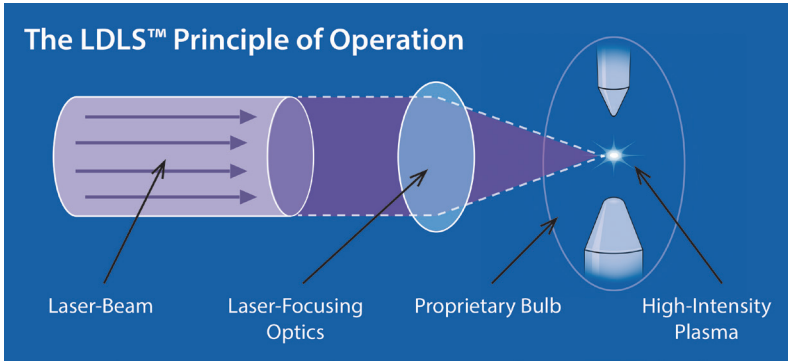 The LDLS™ Principle of Operation
Laser-Beam
Laser-Focusing
Optics
Proprietary Bulb
High-Intensity
Plasma